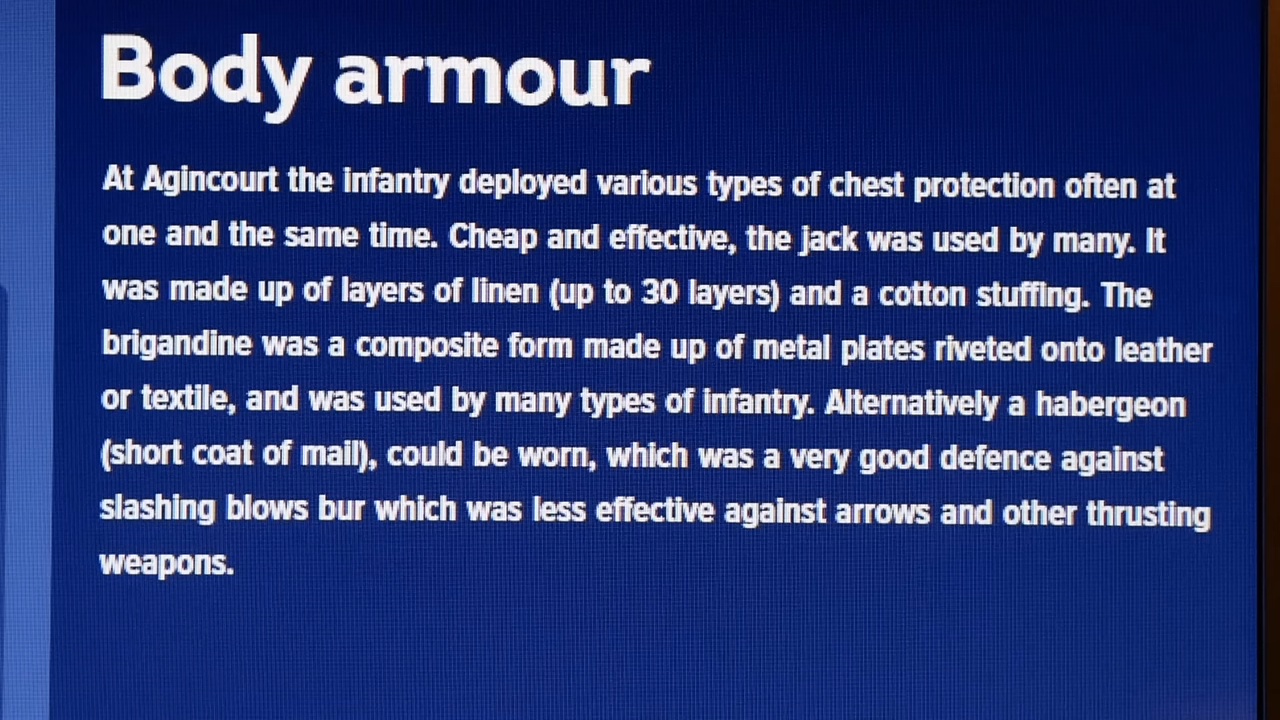 Body armour
At Agincourt the infantry deployed various types of chest protection often at
one and the same time. Cheap and effective, the jack was used by many. It
was made up of layers of linen (up to 30 layers) and a cotton stuffing. The
brigandine was a composite form made up of metal plates riveted onto leather
or textile, and was used by many types of infantry. Alternatively a habergeon
(short coat of mail), could be worn, which was a very good defence against
slashing blows bur which was less effective against arrows and other thrusting
weapons.